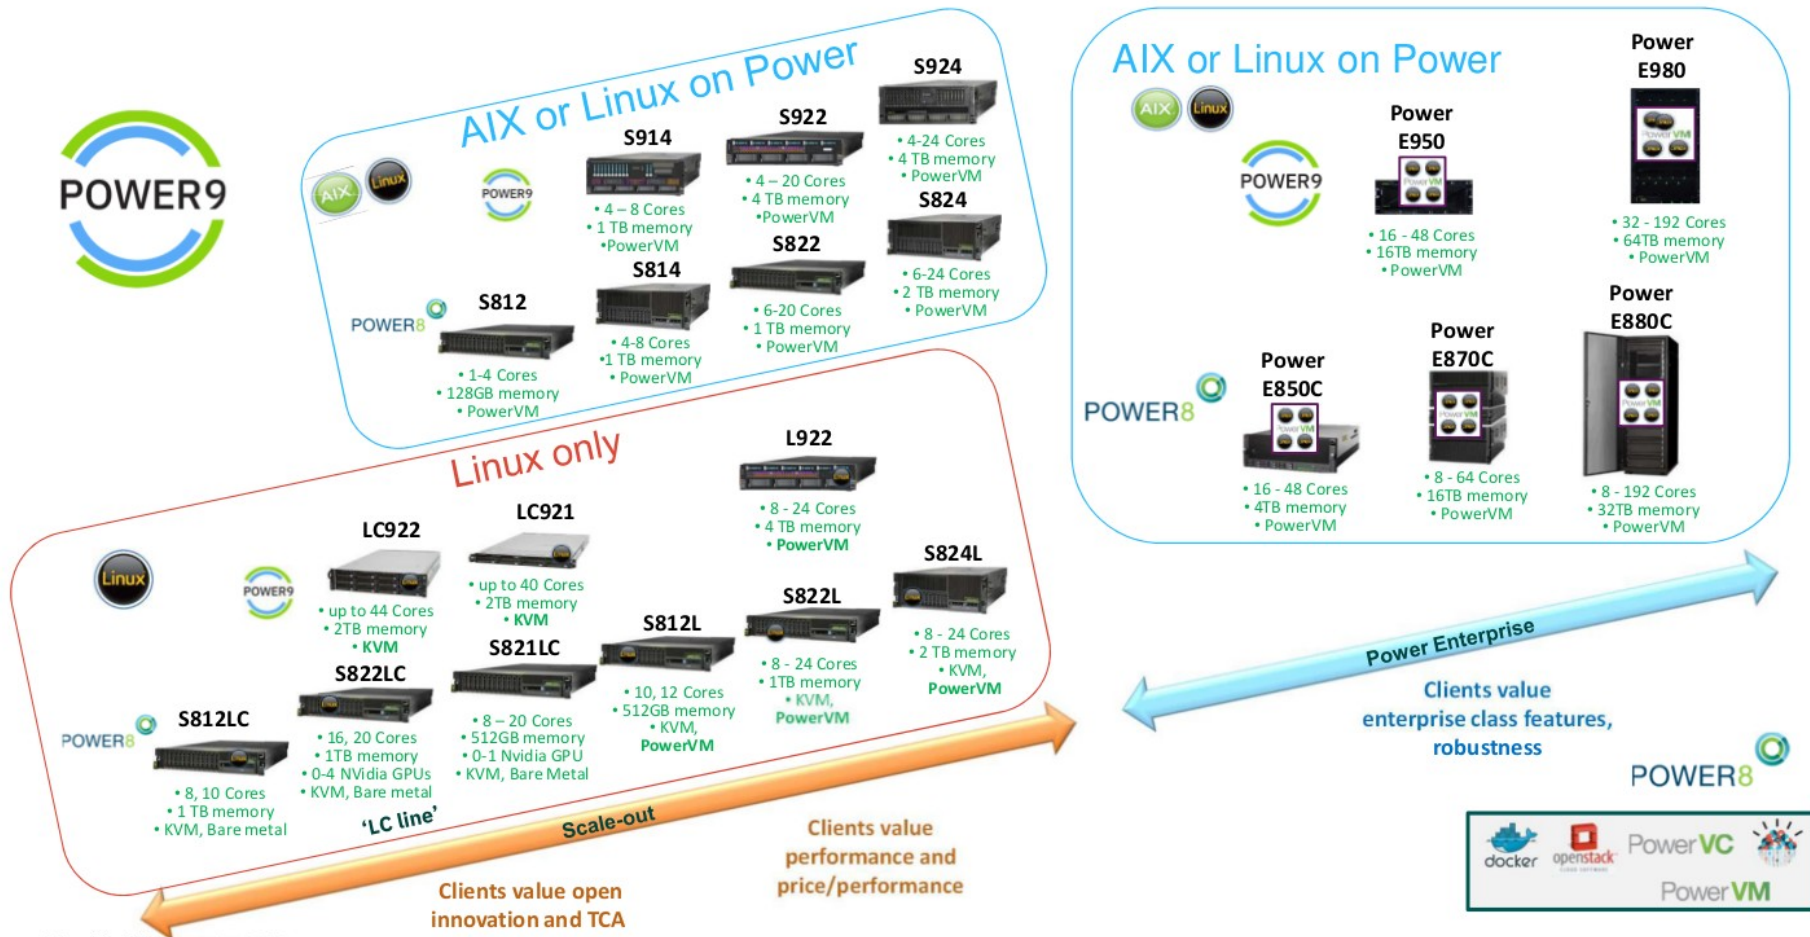 POWER9
AIX or Linux on Power
AIX
Linux
POWER9
S914
• 4 – 8 Cores
• 1 TB memory
•PowerVM
S922
• 4 – 20 Cores
• 4 TB memory
•PowerVM
S924
• 4-24 Cores
• 4 TB memory
• PowerVM
POWER8
S812
• 1-4 Cores
• 128GB memory
• PowerVM
S814
• 4-8 Cores
•1 TB memory
• PowerVM
S822
• 6-20 Cores
• 1 TB memory
• PowerVM
S824
• 6-24 Cores
• 2 TB memory
• PowerVM
Linux only
Linux
POWER9
LC922
• up to 44 Cores
• 2TB memory
• KVM
LC921
• up to 40 Cores
• 2TB memory
• KVM
L922
• 8 - 24 Cores
• 4 TB memory
• PowerVM
POWER8
S812LC
• 8, 10 Cores
• 1 TB memory
• KVM, Bare metal
S822LC
• 16, 20 Cores
• 1TB memory
• 0-4 NVidia GPUs
• KVM, Bare metal
S821LC
• 8 – 20 Cores
• 512GB memory
• 0-1 Nvidia GPU
• KVM, Bare Metal
S812L
• 10, 12 Cores
• 512GB memory
• KVM,
PowerVM
S822L
• 8 - 24 Cores
• 1TB memory
• KVM,
PowerVM
S824L
• 8 - 24 Cores
• 2 TB memory
• KVM,
PowerVM
‘LC line’
Scale-out
Clients value open
innovation and TCA
Clients value
performance and
price/performance
AIX or Linux on Power
AIX
Linux
POWER9
Power
E950
PowerVM
• 16 - 48 Cores
• 16TB memory
• PowerVM
Power
E980
PowerVM
• 32 - 192 Cores
• 64TB memory
• PowerVM
POWER8
Power
E850C
PowerVM
• 16 - 48 Cores
• 4TB memory
• PowerVM
Power
E870C
PowerVM
• 8 - 64 Cores
• 16TB memory
• PowerVM
Power
E880C
PowerVM
• 8 - 192 Cores
• 32TB memory
• PowerVM
Power Enterprise
Clients value
enterprise class features,
robustness
POWER8
docker
openstack
CLOUD SOFTWARE
PowerVC
PowerVM